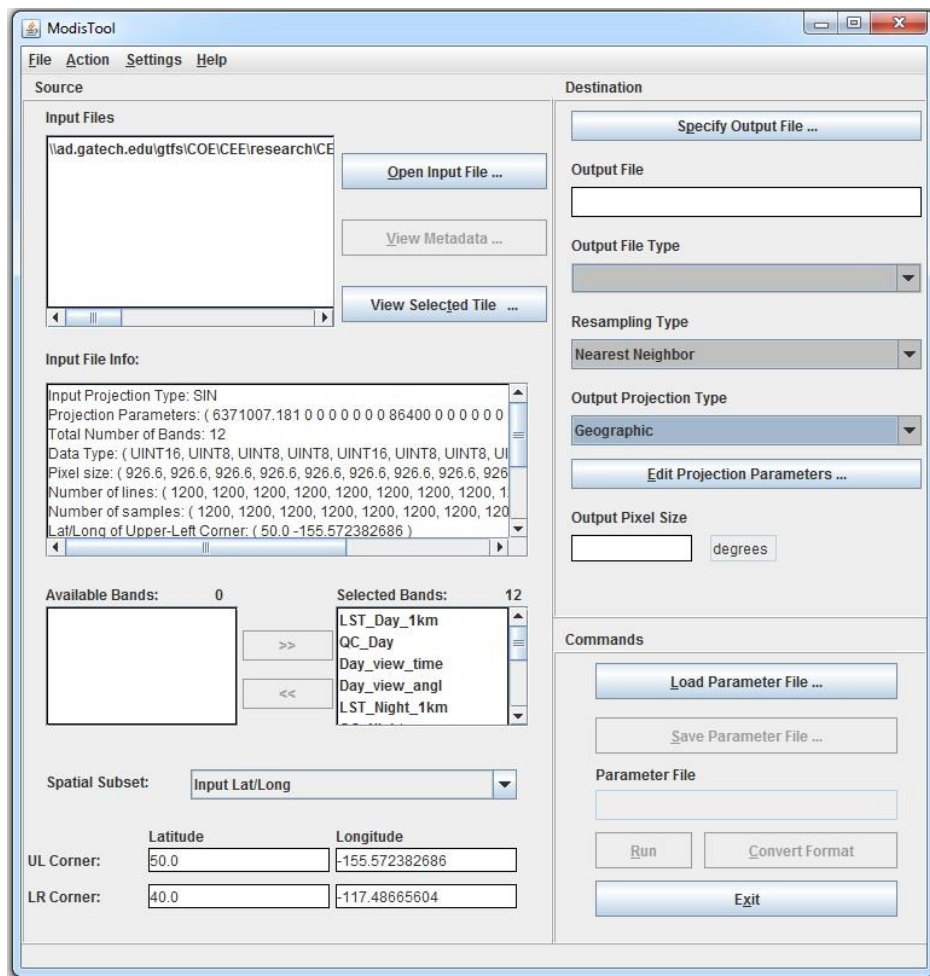 ModisTool
File Action Settings Help
Source
Input Files
\\ad.gatech.edu\gtfs\COE\CEE\research\CE
Open Input File ...
View Metadata ...
View Selected Tile ...
Input File Info:
Input Projection Type: SIN
Projection Parameters: ( 6371007.181 0 0 0 0 0 0 0 86400 0 0 0 0 0 0
Total Number of Bands: 12
Data Type: ( UINT16, UINT8, UINT8, UINT8, UINT16, UINT8, UINT8, UI
Pixel size: ( 926.6, 926.6, 926.6, 926.6, 926.6, 926.6, 926.6, 926.6, 926
Number of lines: ( 1200, 1200, 1200, 1200, 1200, 1200, 1200, 1200, 1
Number of samples: ( 1200, 1200, 1200, 1200, 1200, 1200, 1200, 120
Lat/Long of Upper-Left Corner: ( 50.0 -155.572382686 )
Available Bands: 0
Selected Bands: 12
>>
<<
LST_Day_1km
QC_Day
Day_view_time
Day_view_angl
LST_Night_1km
Spatial Subset: Input Lat/Long
Latitude Longitude
UL Corner: 50.0 -155.572382686
LR Corner: 40.0 -117.48665604
Destination
Specify Output File ...
Output File
Output File Type
Resampling Type
Nearest Neighbor
Output Projection Type
Geographic
Edit Projection Parameters ...
Output Pixel Size
degrees
Commands
Load Parameter File ...
Save Parameter File ...
Parameter File
Run Convert Format
Exit